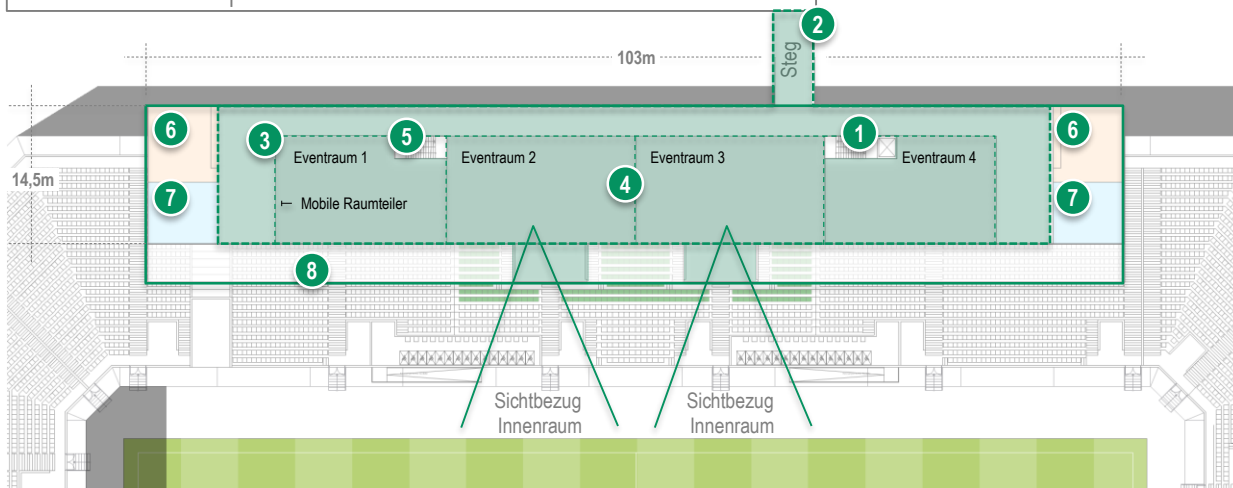 2
Steg
103m
6
3
5
1
6
Eventraum 1
Eventraum 2
Eventraum 3
Eventraum 4
14,5m
7
Mobile Raumteiler
4
7
8
Sichtbezug
Innenraum
Sichtbezug
Innenraum